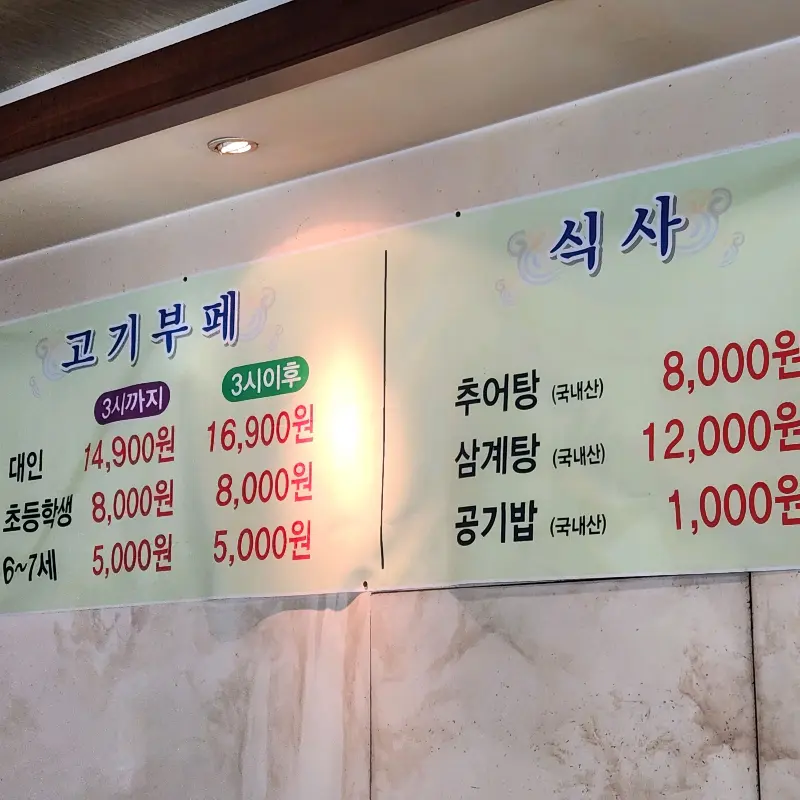 고기부페
3시까지 3시이후
대인 14,900원 16,900원
초등학생 8,000원 8,000원
6~7세 5,000원 5,000원
식사
추어탕 (국내산) 8,000원
삼계탕 (국내산) 12,000원
공기밥 (국내산) 1,000원